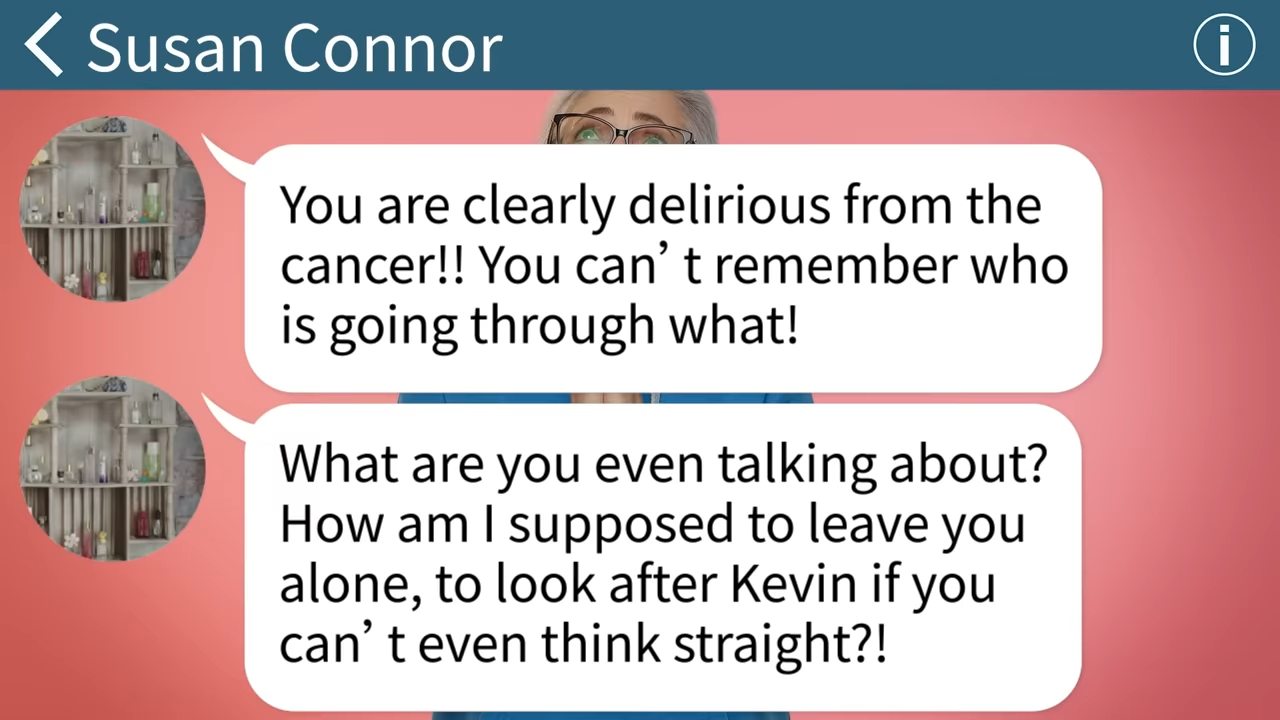 Susan Connor
You are clearly delirious from the
cancer!! You can’t remember who
is going through what!
What are you even talking about?
How am I supposed to leave you
alone, to look after Kevin if you
can’t even think straight?!